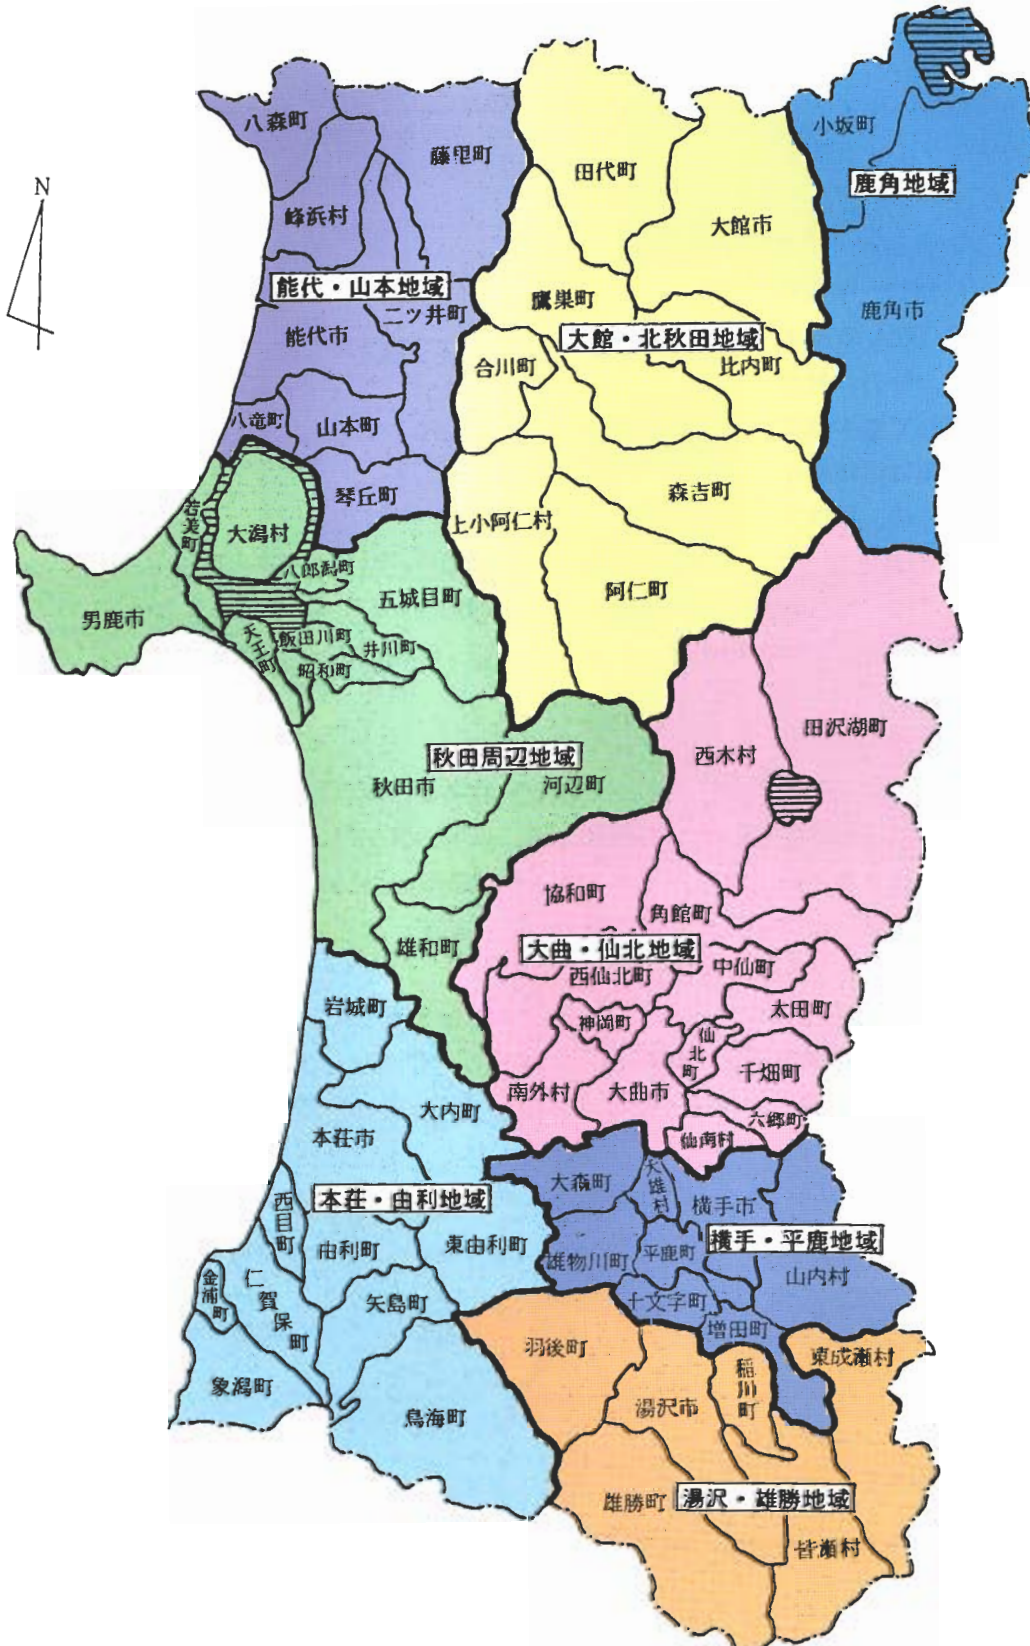 N
八森町
藤里町
峰浜村
能代・山本地域
二ツ井町
能代市
八竜町
山本町
琴丘町
田代町
大館市
鷹巣町
大館・北秋田地域
合川町
比内町
森吉町
上小阿仁村
阿仁町
小坂町
鹿角地域
鹿角市
若美町
大潟村
八郎潟町
五城目町
男鹿市
天王町
飯田川町
井川町
昭和町
秋田周辺地域
秋田市
河辺町
雄和町
西木村
田沢湖町
協和町
角館町
大曲・仙北地域
西仙北町
中仙町
太田町
神岡町
仙北町
千畑町
南外村
大曲市
六郷町
仙南村
岩城町
大内町
本荘市
本荘・由利地域
西目町
由利町
東由利町
金浦町
仁賀保町
矢島町
象潟町
鳥海町
大森町
大雄村
横手市
横手・平鹿地域
雄物川町
平鹿町
山内村
十文字町
増田町
羽後町
稲川町
東成瀬村
湯沢市
雄勝町
湯沢・雄勝地域
皆瀬村